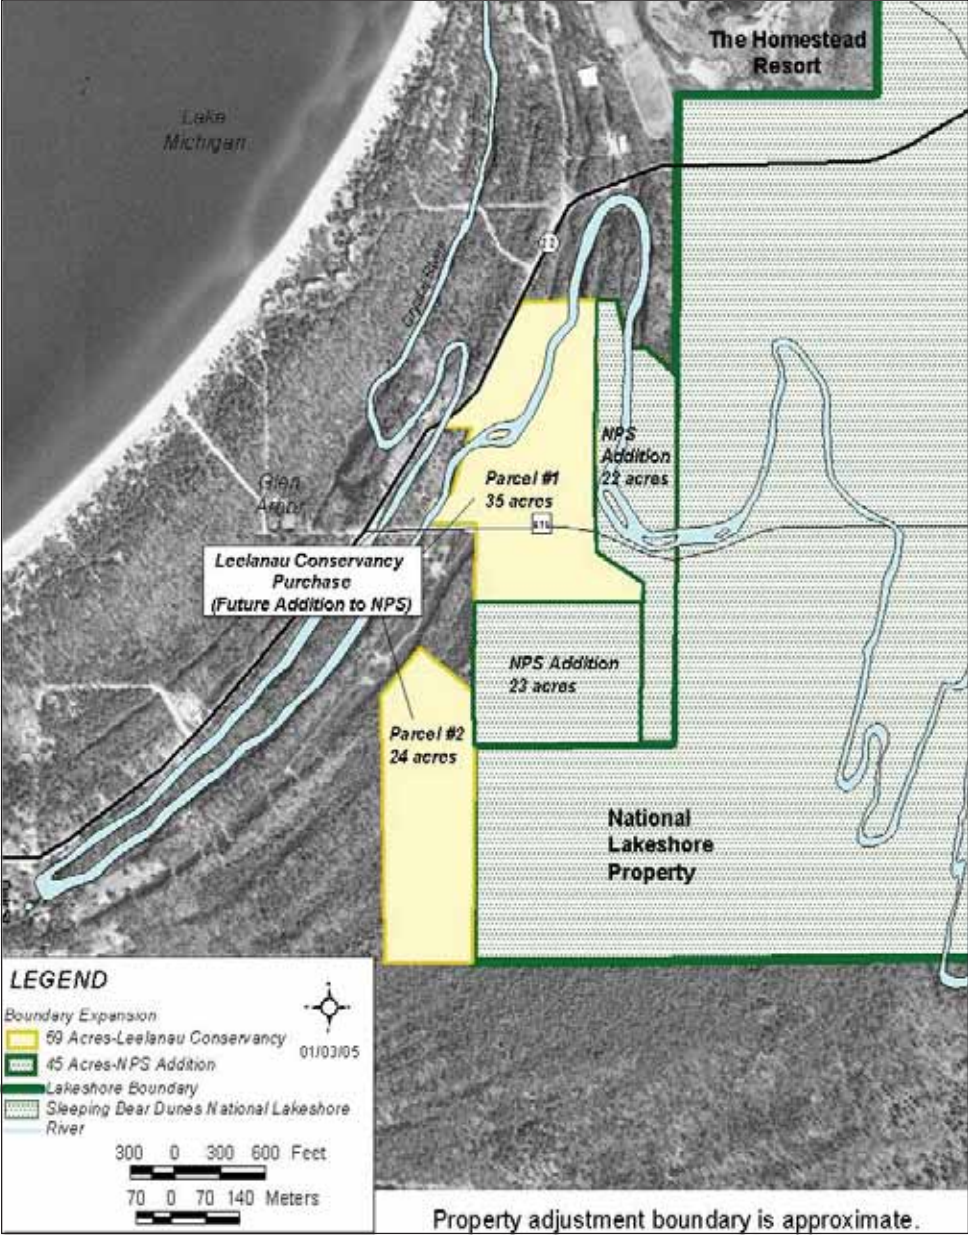 The Homestead
Resort
Lake
Michigan
22
Crystal River
NPS
Addition
22 acres
Parcel #1
35 acres
Glen
Arbor
675
Leelanau Conservancy
Purchase
(Future Addition to NPS)
NPS Addition
23 acres
Parcel #2
24 acres
National
Lakeshore
Property
LEGEND
Boundary Expansion
59 Acres-Leelanau Conservancy
01/03/05
45 Acres-NPS Addition
Lakeshore Boundary
Sleeping Bear Dunes National Lakeshore
River
300 0 300 600 Feet
70 0 70 140 Meters
Property adjustment boundary is approximate.